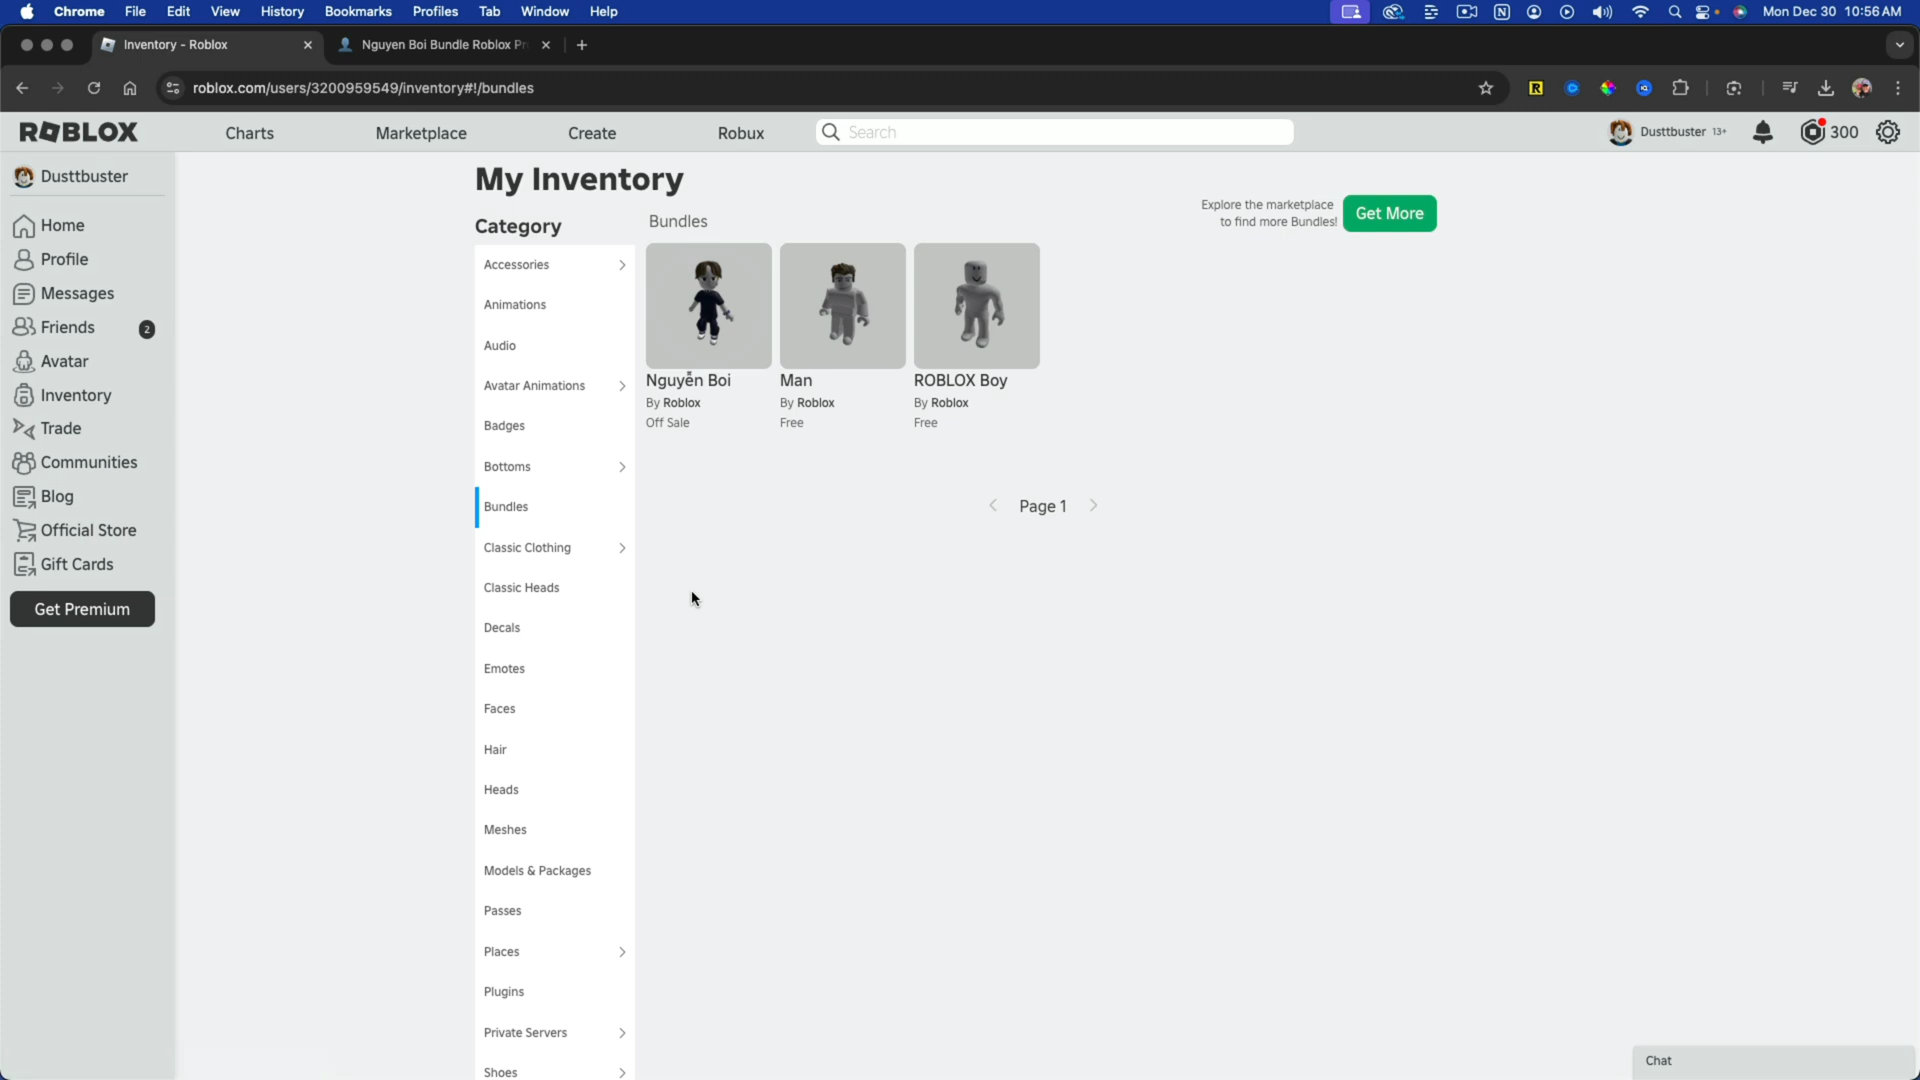 Chrome File Edit View History Bookmarks Profiles Tab Window Help Mon Dec 30 10:56 AM
Inventory - Roblox
Nguyen Boi Bundle Roblox Pr
roblox.com/users/3200959549/inventory#!/bundles
ROBLOX Charts Marketplace Create Robux Search Dusttbuster 13+ 300
Dusttbuster
Home
Profile
Messages
Friends 2
Avatar
Inventory
Trade
Communities
Blog
Official Store
Gift Cards
Get Premium
My Inventory
Category
Accessories
Animations
Audio
Avatar Animations
Badges
Bottoms
Bundles
Classic Clothing
Classic Heads
Decals
Emotes
Faces
Hair
Heads
Meshes
Models & Packages
Passes
Places
Plugins
Private Servers
Shoes
Bundles
Explore the marketplace
to find more Bundles!
Get More
Nguyễn Boi
By Roblox
Off Sale
Man
By Roblox
Free
ROBLOX Boy
By Roblox
Free
Page 1
Chat